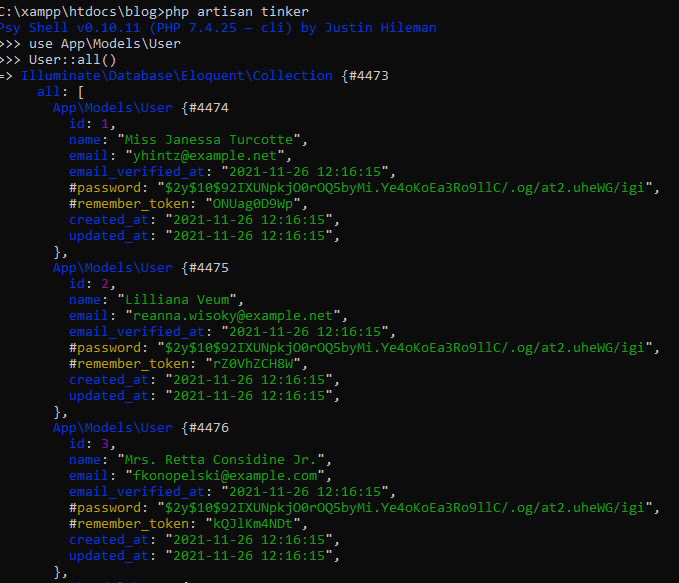 C:\xampp\htdocs\blog>php artisan tinker
Psy Shell v0.10.11 (PHP 7.4.25 — cli) by Justin Hileman
>>> use App\Models\User
>>> User::all()
=> Illuminate\Database\Eloquent\Collection {#4473
     all: [
       App\Models\User {#4474
         id: 1,
         name: "Miss Janessa Turcotte",
         email: "yhintz@example.net",
         email_verified_at: "2021-11-26 12:16:15",
         #password: "$2y$10$92IXUNpkjO0rOQ5byMi.Ye4oKoEa3Ro9llC/.og/at2.uheWG/igi",
         #remember_token: "ONUag0D9Wp",
         created_at: "2021-11-26 12:16:15",
         updated_at: "2021-11-26 12:16:15",
       },
       App\Models\User {#4475
         id: 2,
         name: "Lilliana Veum",
         email: "reanna.wisoky@example.net",
         email_verified_at: "2021-11-26 12:16:15",
         #password: "$2y$10$92IXUNpkjO0rOQ5byMi.Ye4oKoEa3Ro9llC/.og/at2.uheWG/igi",
         #remember_token: "rZ0VhZCH8W",
         created_at: "2021-11-26 12:16:15",
         updated_at: "2021-11-26 12:16:15",
       },
       App\Models\User {#4476
         id: 3,
         name: "Mrs. Retta Considine Jr.",
         email: "fkonopelski@example.com",
         email_verified_at: "2021-11-26 12:16:15",
         #password: "$2y$10$92IXUNpkjO0rOQ5byMi.Ye4oKoEa3Ro9llC/.og/at2.uheWG/igi",
         #remember_token: "kQJlKm4NDt",
         created_at: "2021-11-26 12:16:15",
         updated_at: "2021-11-26 12:16:15",
       },